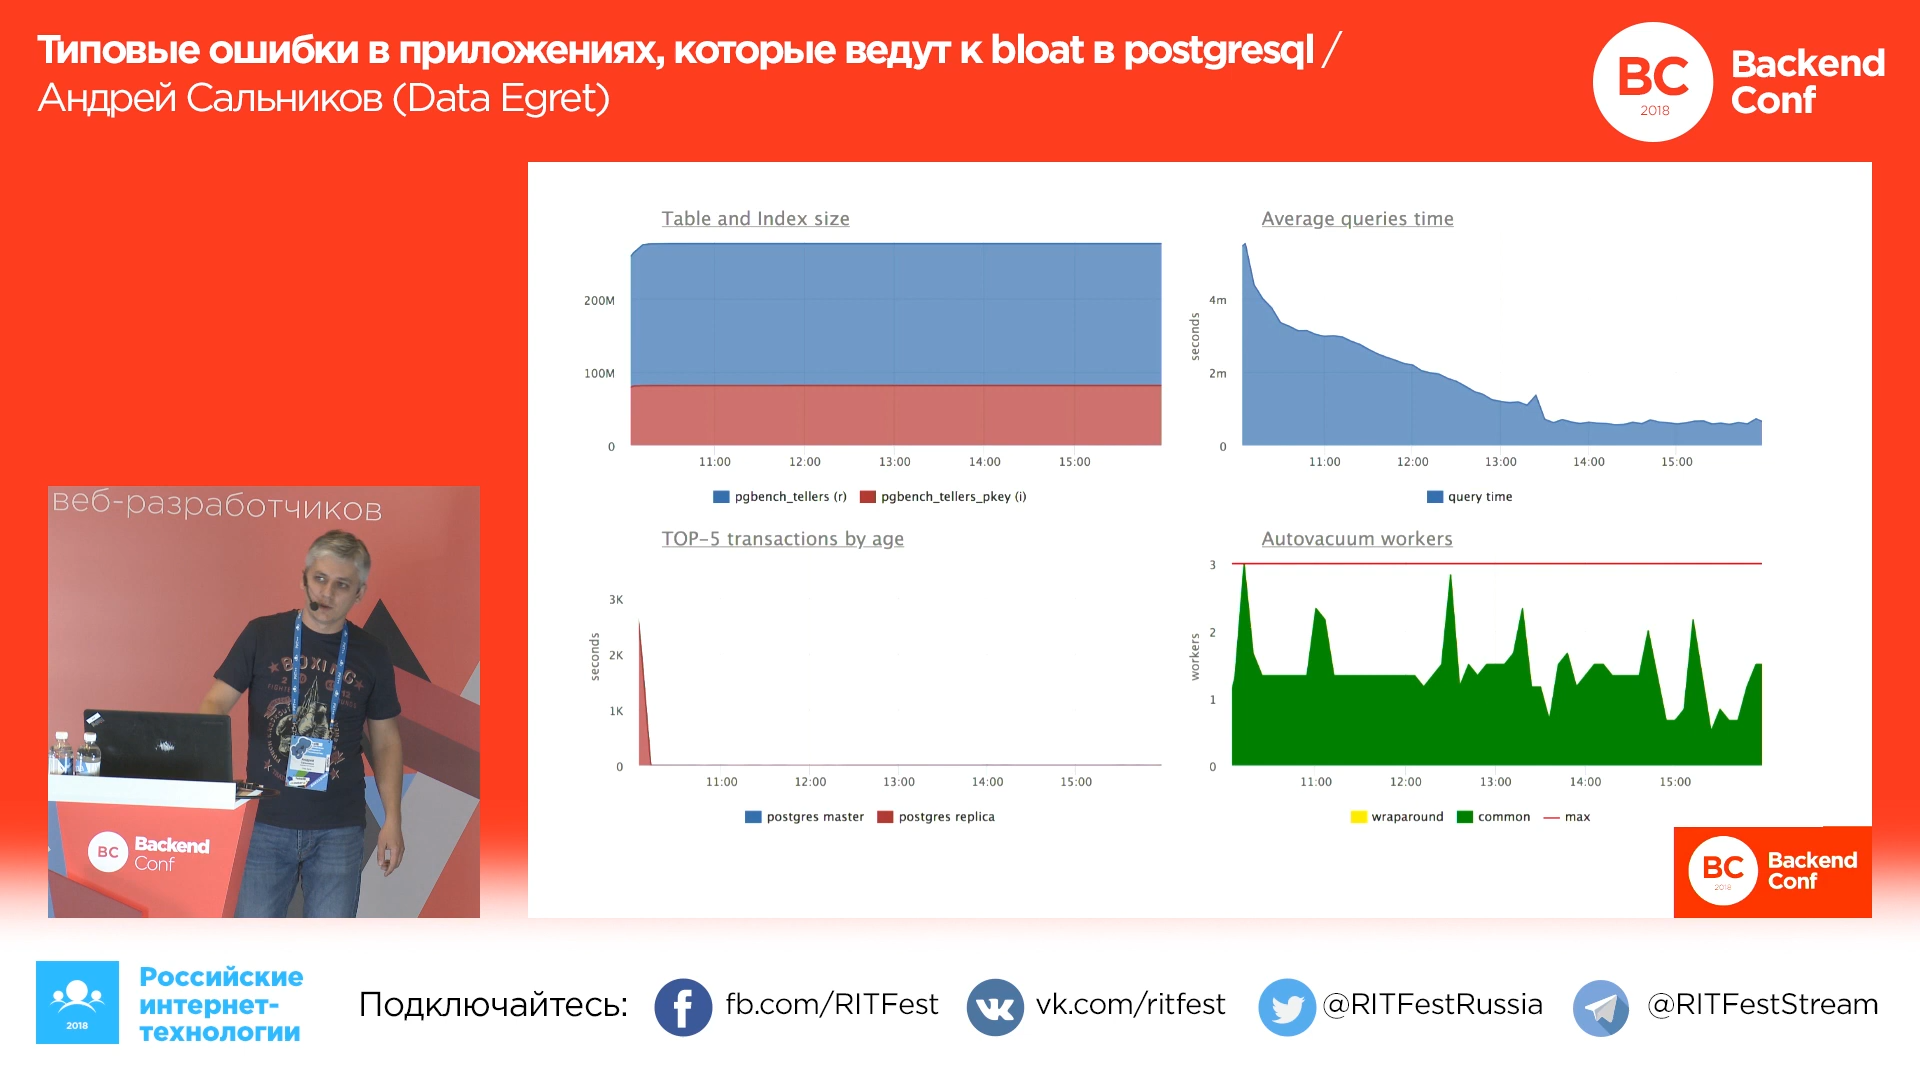 Типовые ошибки в приложениях, которые ведут к bloat в postgresql /
Андрей Сальников (Data Egret)
BC
2018
Backend
Conf
Table and Index size
200M
100M
0
11:00 12:00 13:00 14:00 15:00
pgbench_tellers (r) pgbench_tellers_pkey (i)
Average queries time
seconds
4m
2m
0
11:00 12:00 13:00 14:00 15:00
query time
TOP-5 transactions by age
seconds
3K
2K
1K
0
11:00 12:00 13:00 14:00 15:00
postgres master postgres replica
Autovacuum workers
workers
3
2
1
0
11:00 12:00 13:00 14:00 15:00
wraparound common max
BC
2018
Backend
Conf
веб-разработчиков
BOXING
BC
Backend
Conf
2018
Российские
интернет-
технологии
Подключайтесь:
fb.com/RITFest
vk.com/ritfest
@RITFestRussia
@RITFestStream